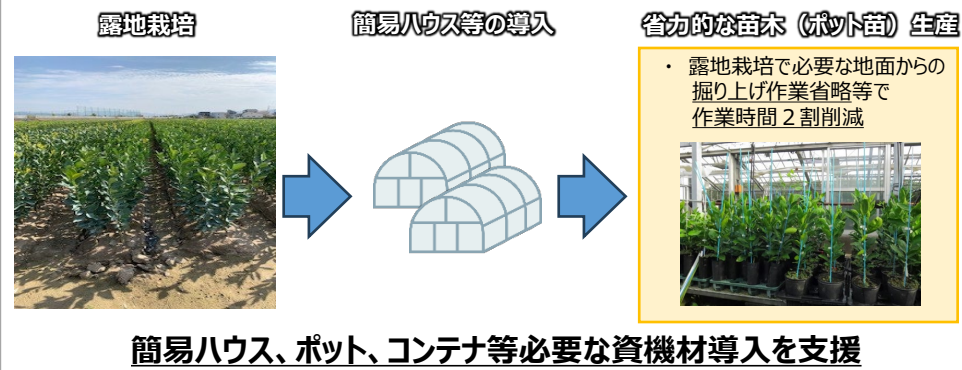 露地栽培
簡易ハウス等の導入
省力的な苗木（ポット苗）生産
・ 露地栽培で必要な地面からの
掘り上げ作業省略等で
作業時間２割削減
簡易ハウス、ポット、コンテナ等必要な資機材導入を支援